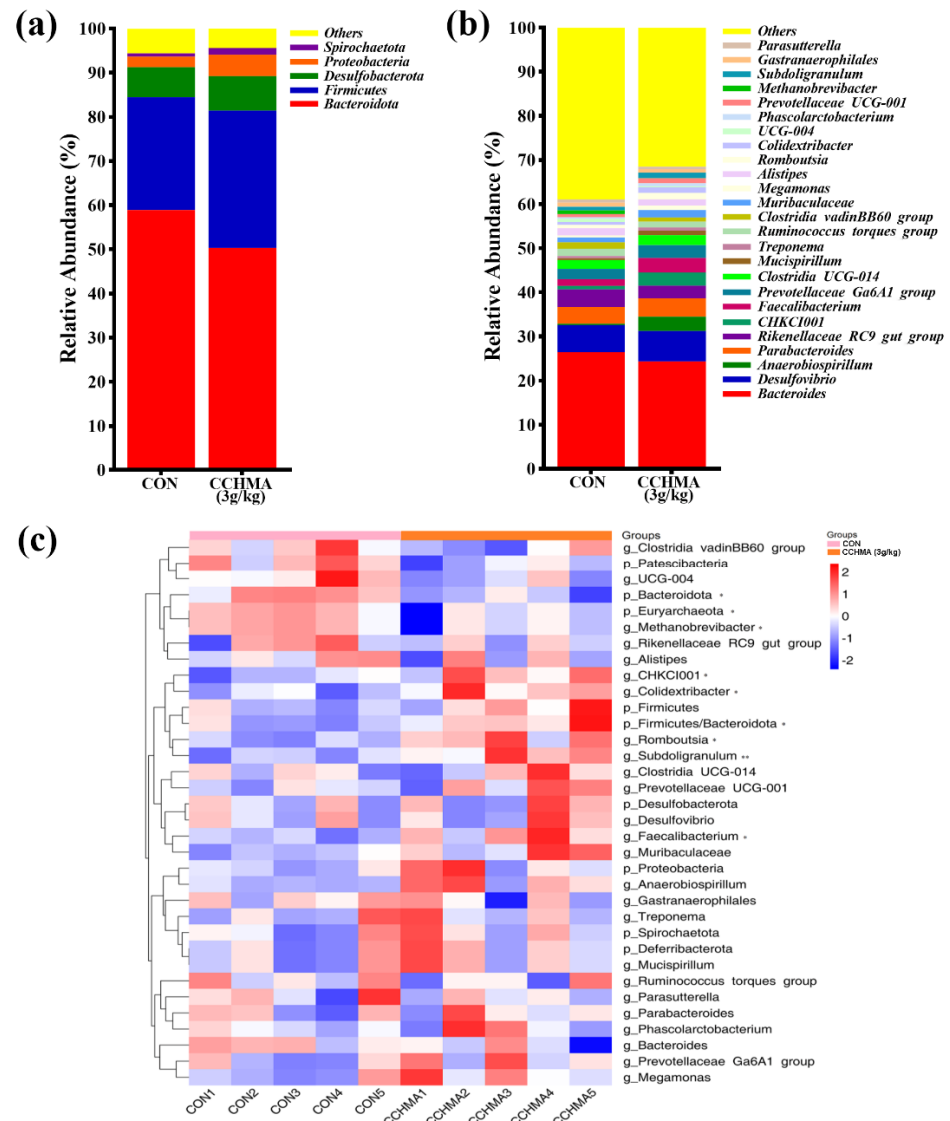 (a)
Relative Abundance (%)
100
90
80
70
60
50
40
30
20
10
0
CON
CCHMA
(3g/kg)
Others
Spirochaetota
Proteobacteria
Desulfobacterota
Firmicutes
Bacteroidota
(b)
Relative Abundance (%)
100
90
80
70
60
50
40
30
20
10
0
CON
CCHMA
(3g/kg)
Others
Parasutterella
Gastranaerophilales
Subdoligranulum
Methanobrevibacter
Prevotellaceae UCG-001
Phascolarctobacterium
UCG-004
Colidextribacter
Romboutsia
Alistipes
Megamonas
Muribaculaceae
Clostridia vadinBB60 group
Ruminococcus torques group
Treponema
Mucispirillum
Clostridia UCG-014
Prevotellaceae Ga6A1 group
Faecalibacterium
CHKCI001
Rikenellaceae RC9 gut group
Parabacteroides
Anaerobiospirillum
Desulfovibrio
Bacteroides
(c)
Groups
g_Clostridia vadinBB60 group
p_Patescibacteria
g_UCG-004
p_Bacteroidota *
p_Euryarchaeota *
g_Methanobrevibacter *
g_Rikenellaceae RC9 gut group
g_Alistipes
g_CHKCI001 *
g_Colidextribacter *
p_Firmicutes
p_Firmicutes/Bacteroidota *
g_Romboutsia *
g_Subdoligranulum **
g_Clostridia UCG-014
g_Prevotellaceae UCG-001
p_Desulfobacterota
g_Desulfovibrio
g_Faecalibacterium *
g_Muribaculaceae
p_Proteobacteria
g_Anaerobiospirillum
g_Gastranaerophilales
g_Treponema
p_Spirochaetota
p_Deferribacterota
g_Mucispirillum
g_Ruminococcus torques group
g_Parasutterella
g_Parabacteroides
g_Phascolarctobacterium
g_Bacteroides
g_Prevotellaceae Ga6A1 group
g_Megamonas
CON1
CON2
CON3
CON4
CON5
CCHMA1
CCHMA2
CCHMA3
CCHMA4
CCHMA5
Groups
CON
CCHMA (3g/kg)
2
1
0
-1
-2